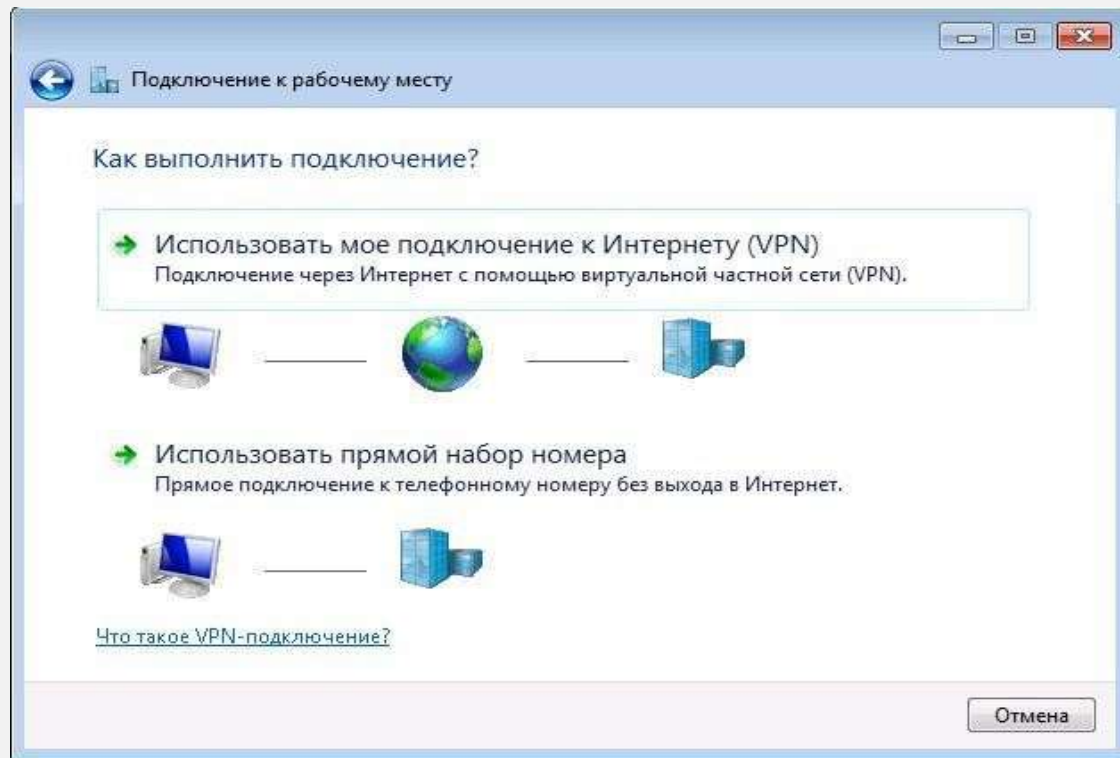 Подключение к рабочему месту
Как выполнить подключение?
Использовать мое подключение к Интернету (VPN)
Подключение через Интернет с помощью виртуальной частной сети (VPN).
Использовать прямой набор номера
Прямое подключение к телефонному номеру без выхода в Интернет.
Что такое VPN-подключение?
Отмена